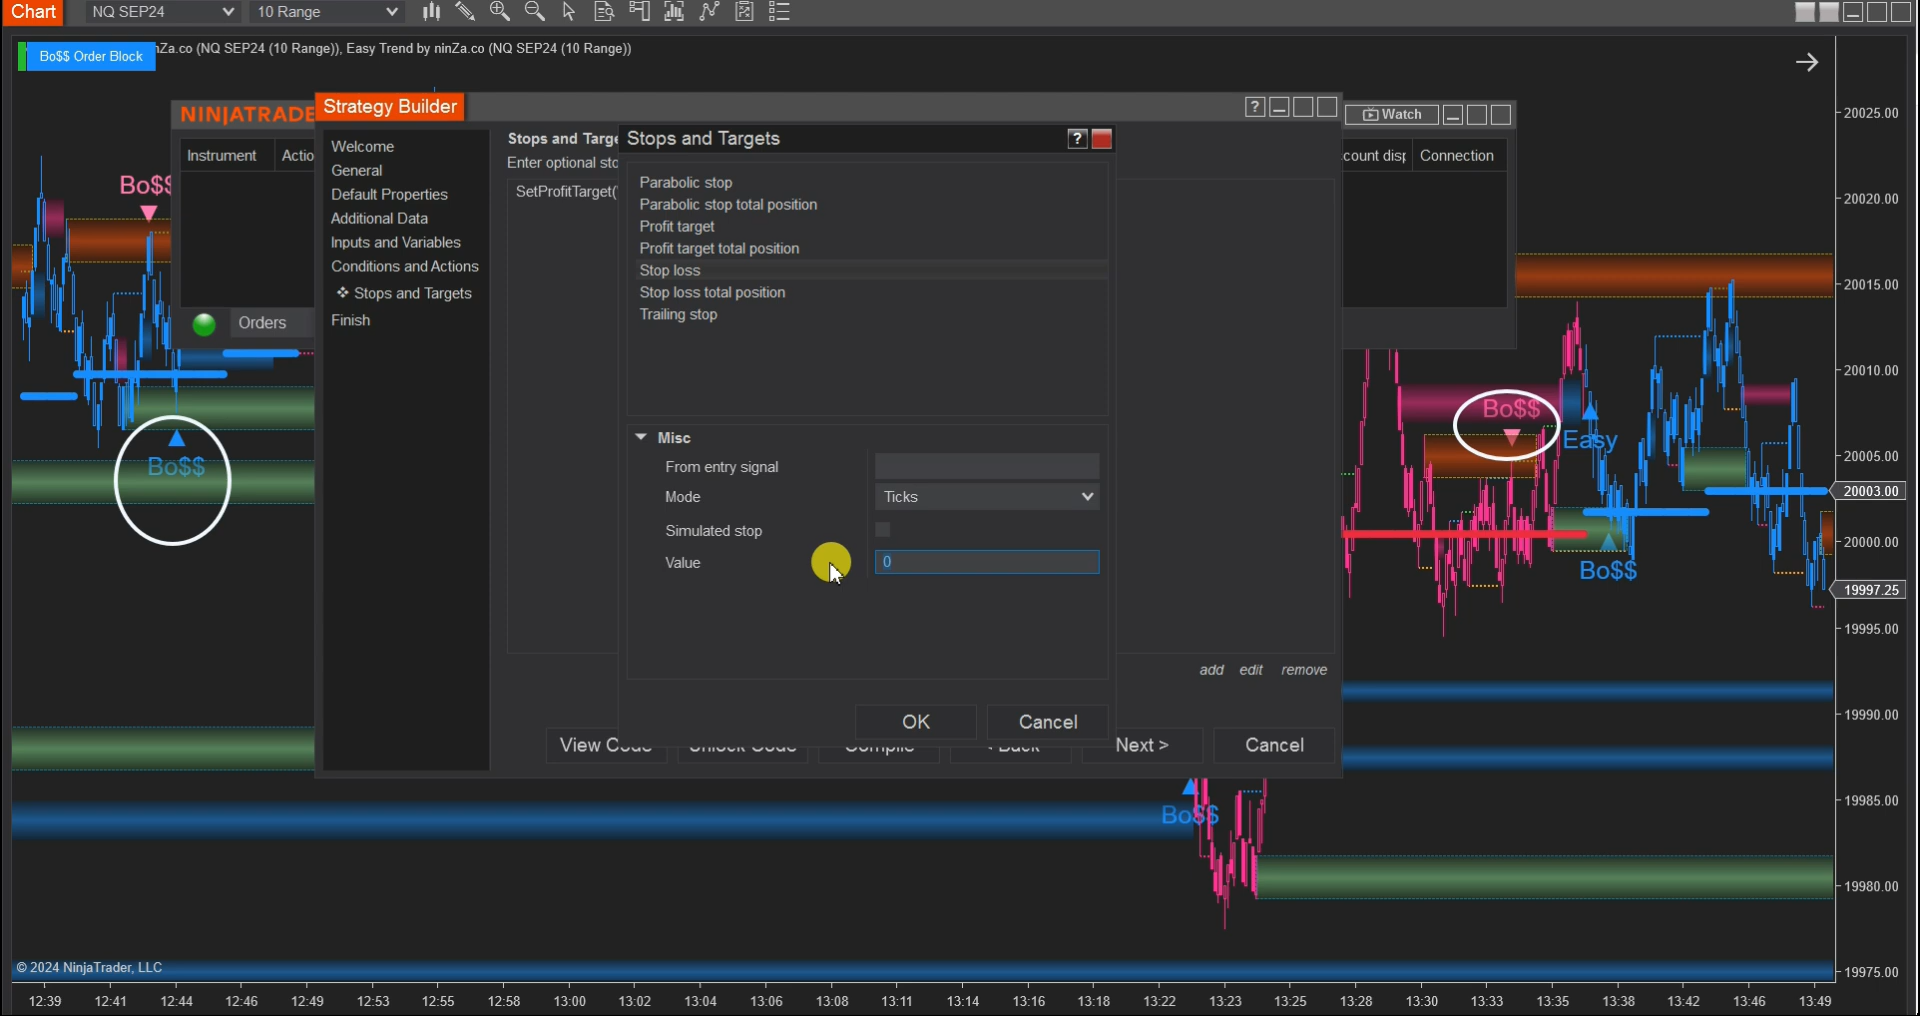 Chart
NQ SEP24
10 Range
Bo$$ Order Block
nZa.co (NQ SEP24 (10 Range)), Easy Trend by ninZa.co (NQ SEP24 (10 Range))
NINJATRADE
Strategy Builder
?
Watch
Instrument
Actio
Connection
Orders
Welcome
General
Default Properties
Additional Data
Inputs and Variables
Conditions and Actions
Stops and Targets
Finish
Stops and Targe
Enter optional sto
SetProfitTarget(
Stops and Targets
?
Parabolic stop
Parabolic stop total position
Profit target
Profit target total position
Stop loss
Stop loss total position
Trailing stop
Misc
From entry signal
Mode
Ticks
Simulated stop
Value
0
OK
Cancel
add edit remove
View Code
Unlock Code
Compile
< Back
Next >
Cancel
Bo$$
Bo$$
Bo$$
Easy
Bo$$
Bo$$
20025.00
20020.00
20015.00
20010.00
20005.00
20003.00
20000.00
19997.25
19995.00
19990.00
19985.00
19980.00
19975.00
© 2024 NinjaTrader, LLC
12:39 12:41 12:44 12:46 12:49 12:53 12:55 12:58 13:00 13:02 13:04 13:06 13:08 13:11 13:14 13:16 13:18 13:22 13:23 13:25 13:28 13:30 13:33 13:35 13:38 13:42 13:46 13:49